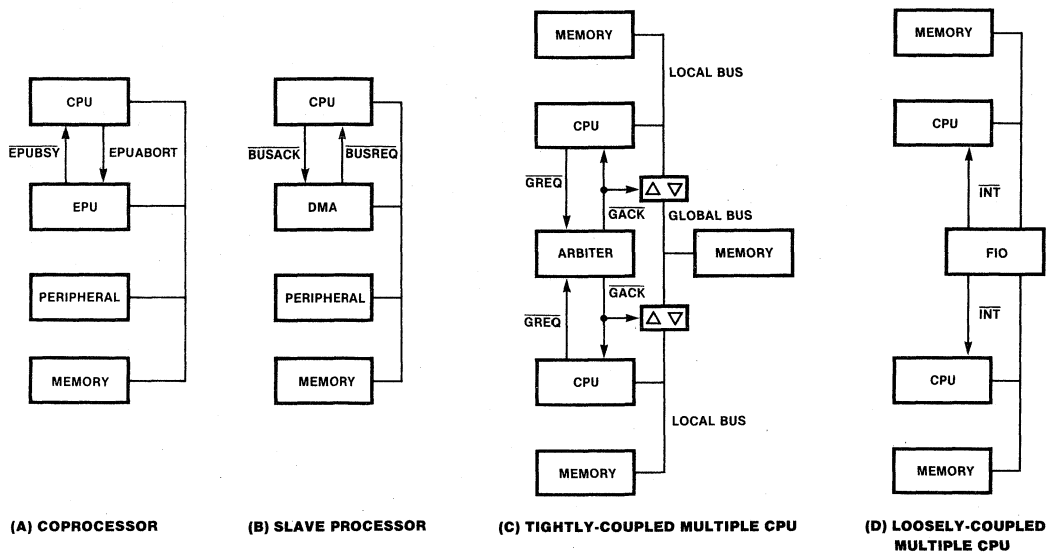 CPU
EPUBSY
EPUABORT
EPU
PERIPHERAL
MEMORY
(A) COPROCESSOR
CPU
BUSACK
BUSREQ
DMA
PERIPHERAL
MEMORY
(B) SLAVE PROCESSOR
MEMORY
LOCAL BUS
CPU
GREQ
GACK
GLOBAL BUS
ARBITER
MEMORY
GACK
GREQ
CPU
LOCAL BUS
MEMORY
(C) TIGHTLY-COUPLED MULTIPLE CPU
MEMORY
CPU
INT
FIO
INT
CPU
MEMORY
(D) LOOSELY-COUPLED
MULTIPLE CPU